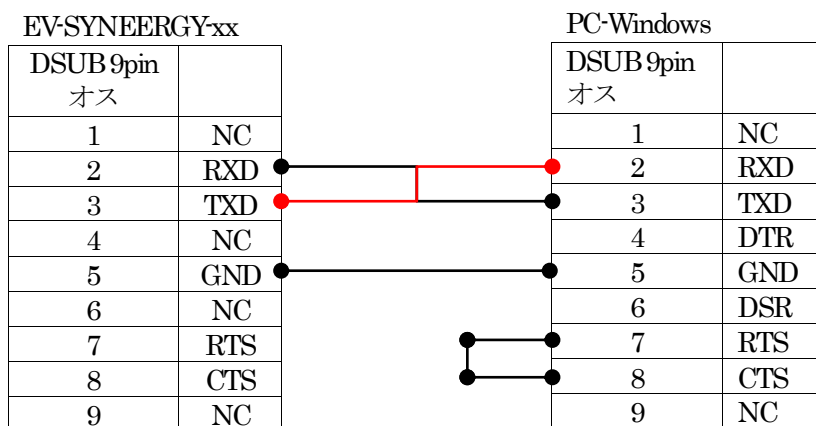 EV-SYNEERGY-xx
DSUB 9pin
オス
1 NC
2 RXD
3 TXD
4 NC
5 GND
6 NC
7 RTS
8 CTS
9 NC
PC-Windows
DSUB 9pin
オス
1 NC
2 RXD
3 TXD
4 DTR
5 GND
6 DSR
7 RTS
8 CTS
9 NC